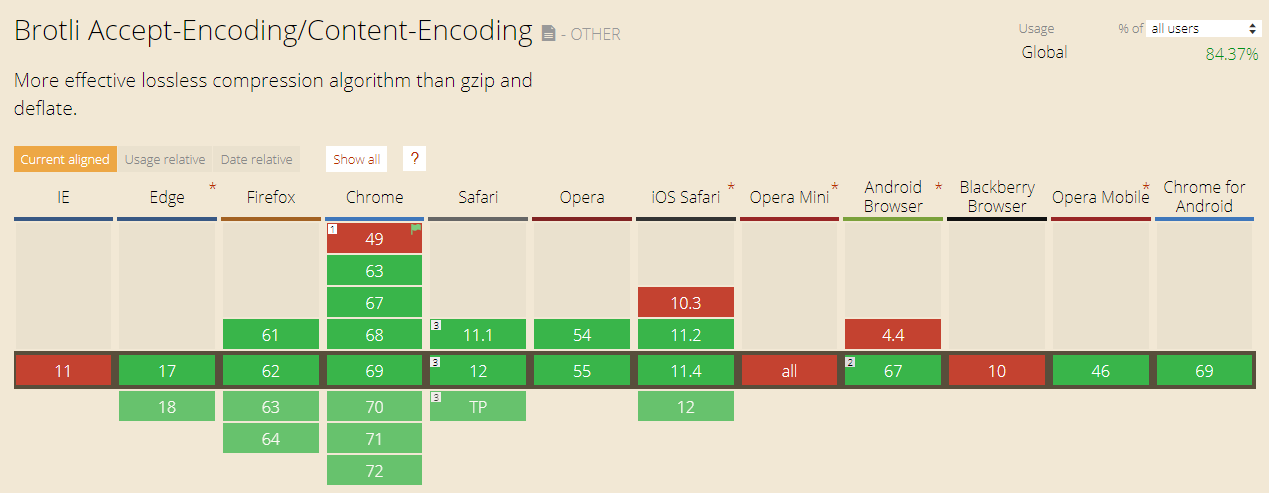 Brotli Accept-Encoding/Content-Encoding - OTHER
Usage % of all users
Global 84.37%
More effective lossless compression algorithm than gzip and
deflate.
Current aligned Usage relative Date relative Show all ?
IE Edge * Firefox Chrome Safari Opera iOS Safari * Opera Mini * Android Browser * Blackberry Browser Opera Mobile * Chrome for Android
1 49
63
67 10.3
61 68 3 11.1 54 11.2 4.4
11 17 62 69 3 12 55 11.4 all 2 67 10 46 69
18 63 70 3 TP 12
64 71
72